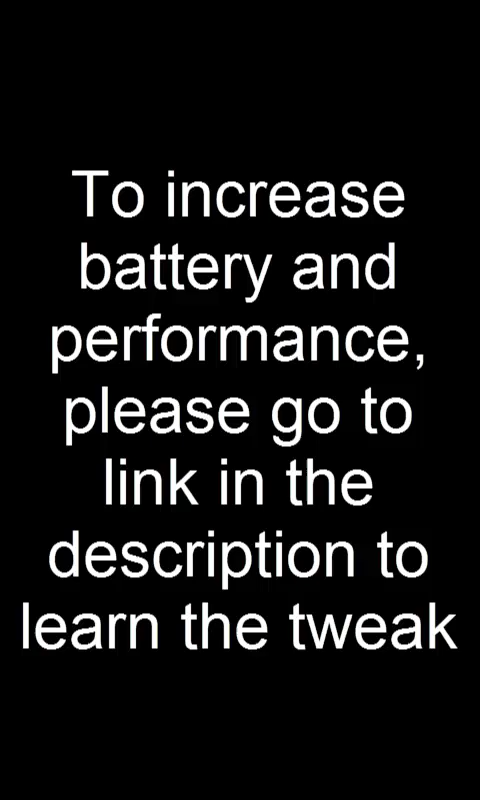 To increase
battery and
performance,
please go to
link in the
description to
learn the tweak